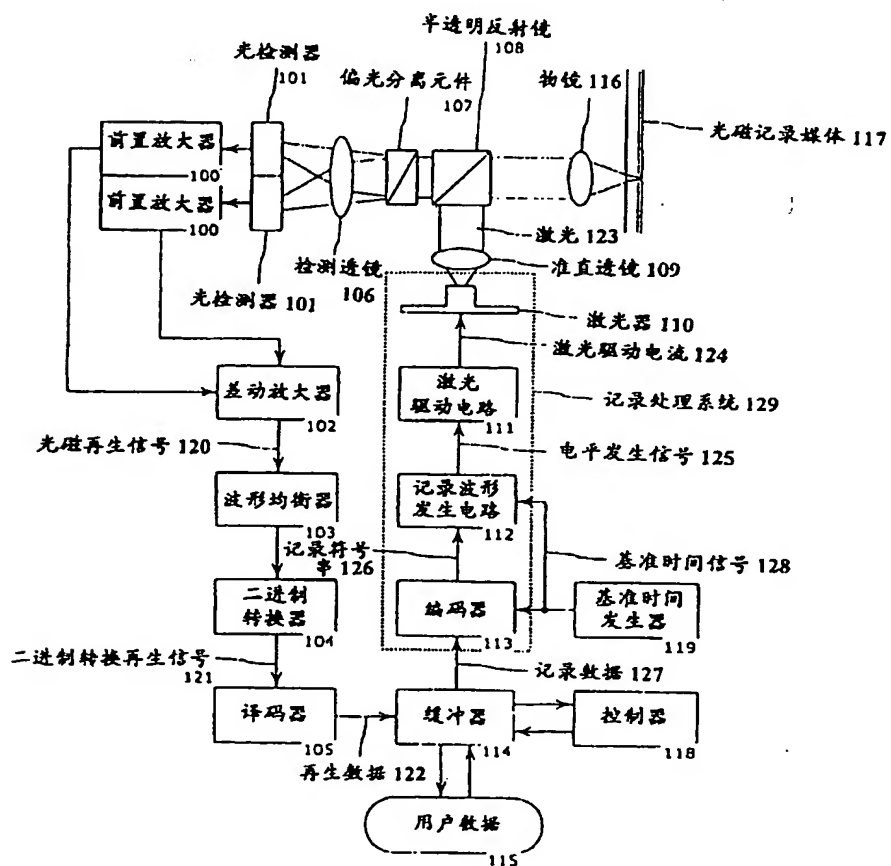 半透明反射镜
108
光检测器
101
偏光分离元件
107
物镜 116
光磁记录媒体 117
前置放大器
100
前置放大器
100
激光 123
准直透镜 109
检测透镜
106
光检测器 101
激光器 110
激光驱动电流 124
差动放大器
102
激光
驱动电路
111
记录处理系统 129
光磁再生信号 120
电平发生信号 125
波形均衡器
103
记录波形
发生电路
112
记录符号
串 126
基准时间信号 128
二进制
转换器
104
编码器
113
基准时间
发生器
119
二进制转换再生信号
121
记录数据 127
译码器
105
缓冲器
114
控制器
118
再生数据 122
用户数据
115